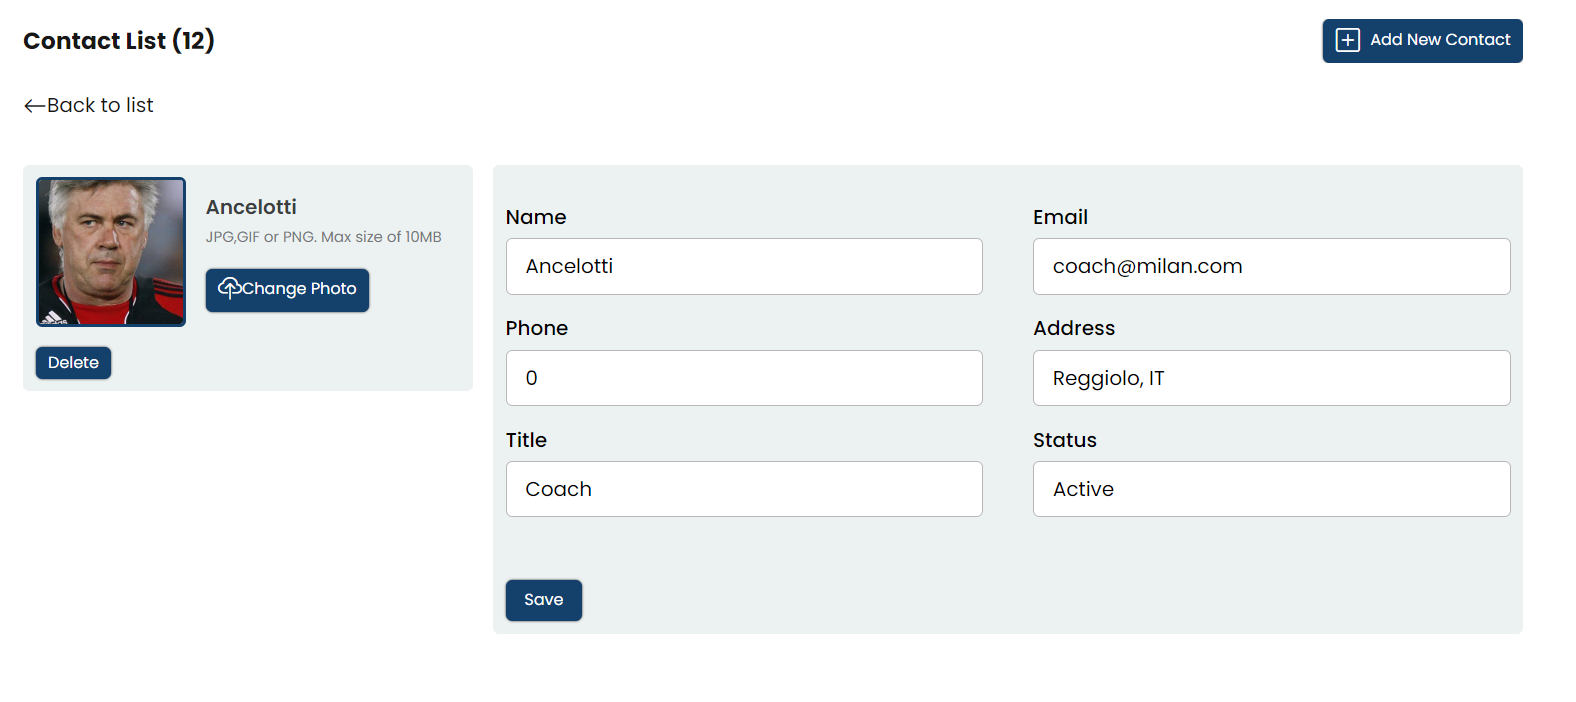 Contact List (12)
Add New Contact
Back to list
Ancelotti
JPG,GIF or PNG. Max size of 10MB
Change Photo
Delete
Name
Ancelotti
Email
coach@milan.com
Phone
0
Address
Reggiolo, IT
Title
Coach
Status
Active
Save